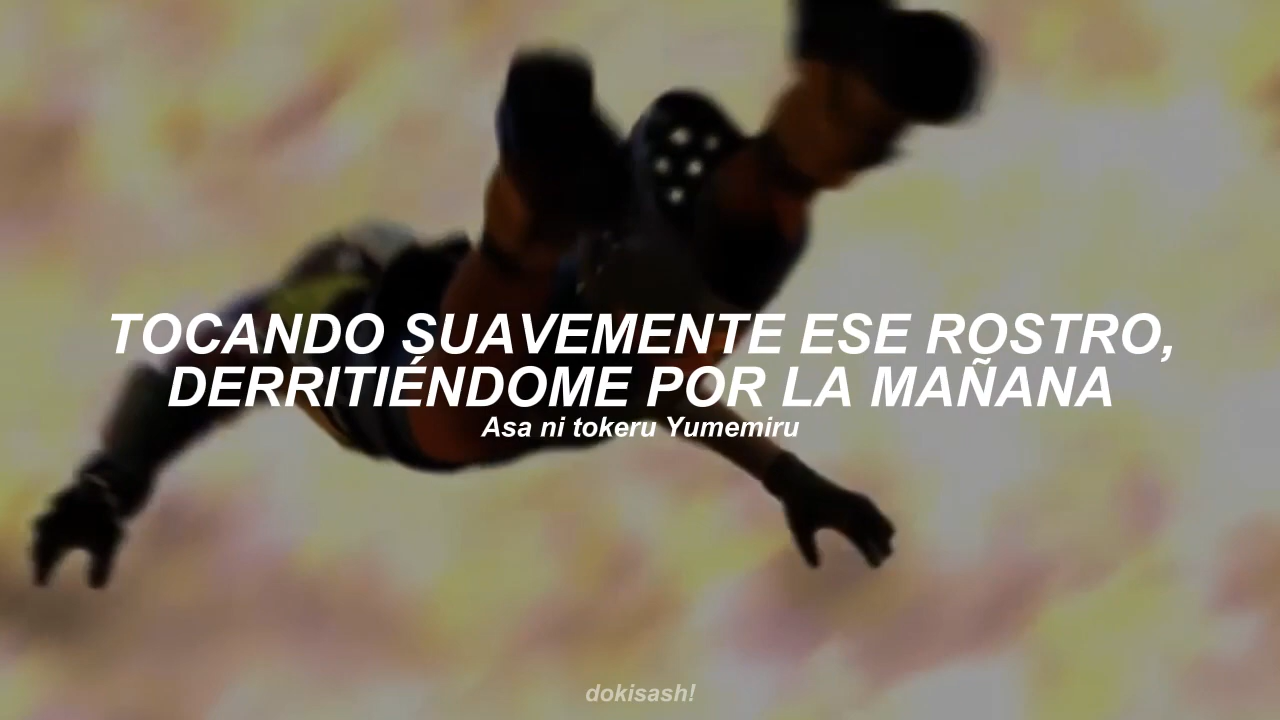 TOCANDO SUAVEMENTE ESE ROSTRO,
DERRITIÉNDOME POR LA MAÑANA
Asa ni tokeru Yumemiru
dokisash!